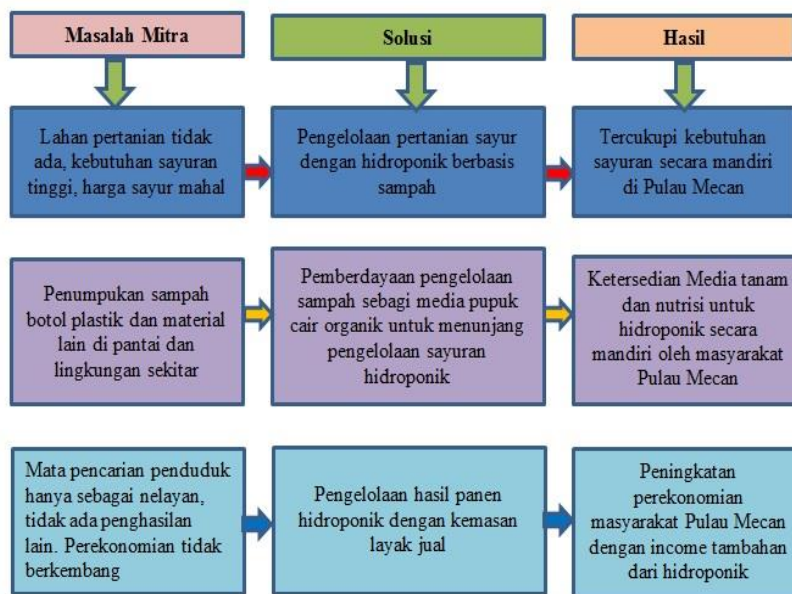 Masalah Mitra
Solusi
Hasil
Lahan pertanian tidak
ada, kebutuhan sayuran
tinggi, harga sayur mahal
Pengelolaan pertanian sayur
dengan hidroponik berbasis
sampah
Tercukupi kebutuhan
sayuran secara mandiri
di Pulau Mecan
Penumpukan sampah
botol plastik dan material
lain di pantai dan
lingkungan sekitar
Pemberdayaan pengelolaan
sampah sebagi media pupuk
cair organik untuk menunjang
pengelolaan sayuran
hidroponik
Ketersedian Media tanam
dan nutrisi untuk
hidroponik secara
mandiri oleh masyarakat
Pulau Mecan
Mata pencarian penduduk
hanya sebagai nelayan,
tidak ada penghasilan
lain. Perekonomian tidak
berkembang
Pengelolaan hasil panen
hidroponik dengan kemasan
layak jual
Peningkatan
perekonomian
masyarakat Pulau Mecan
dengan income tambahan
dari hidroponik